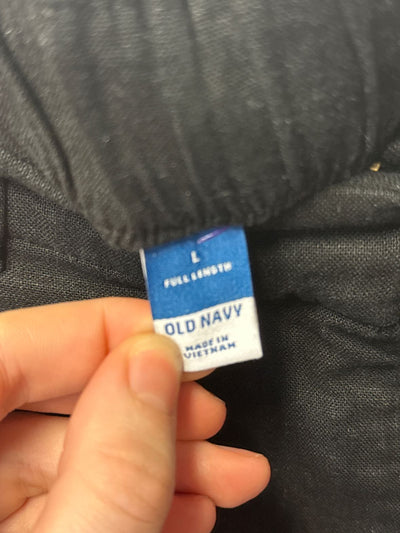 L
FULL LENGTH
OLD NAVY
MADE IN
VIETNAM